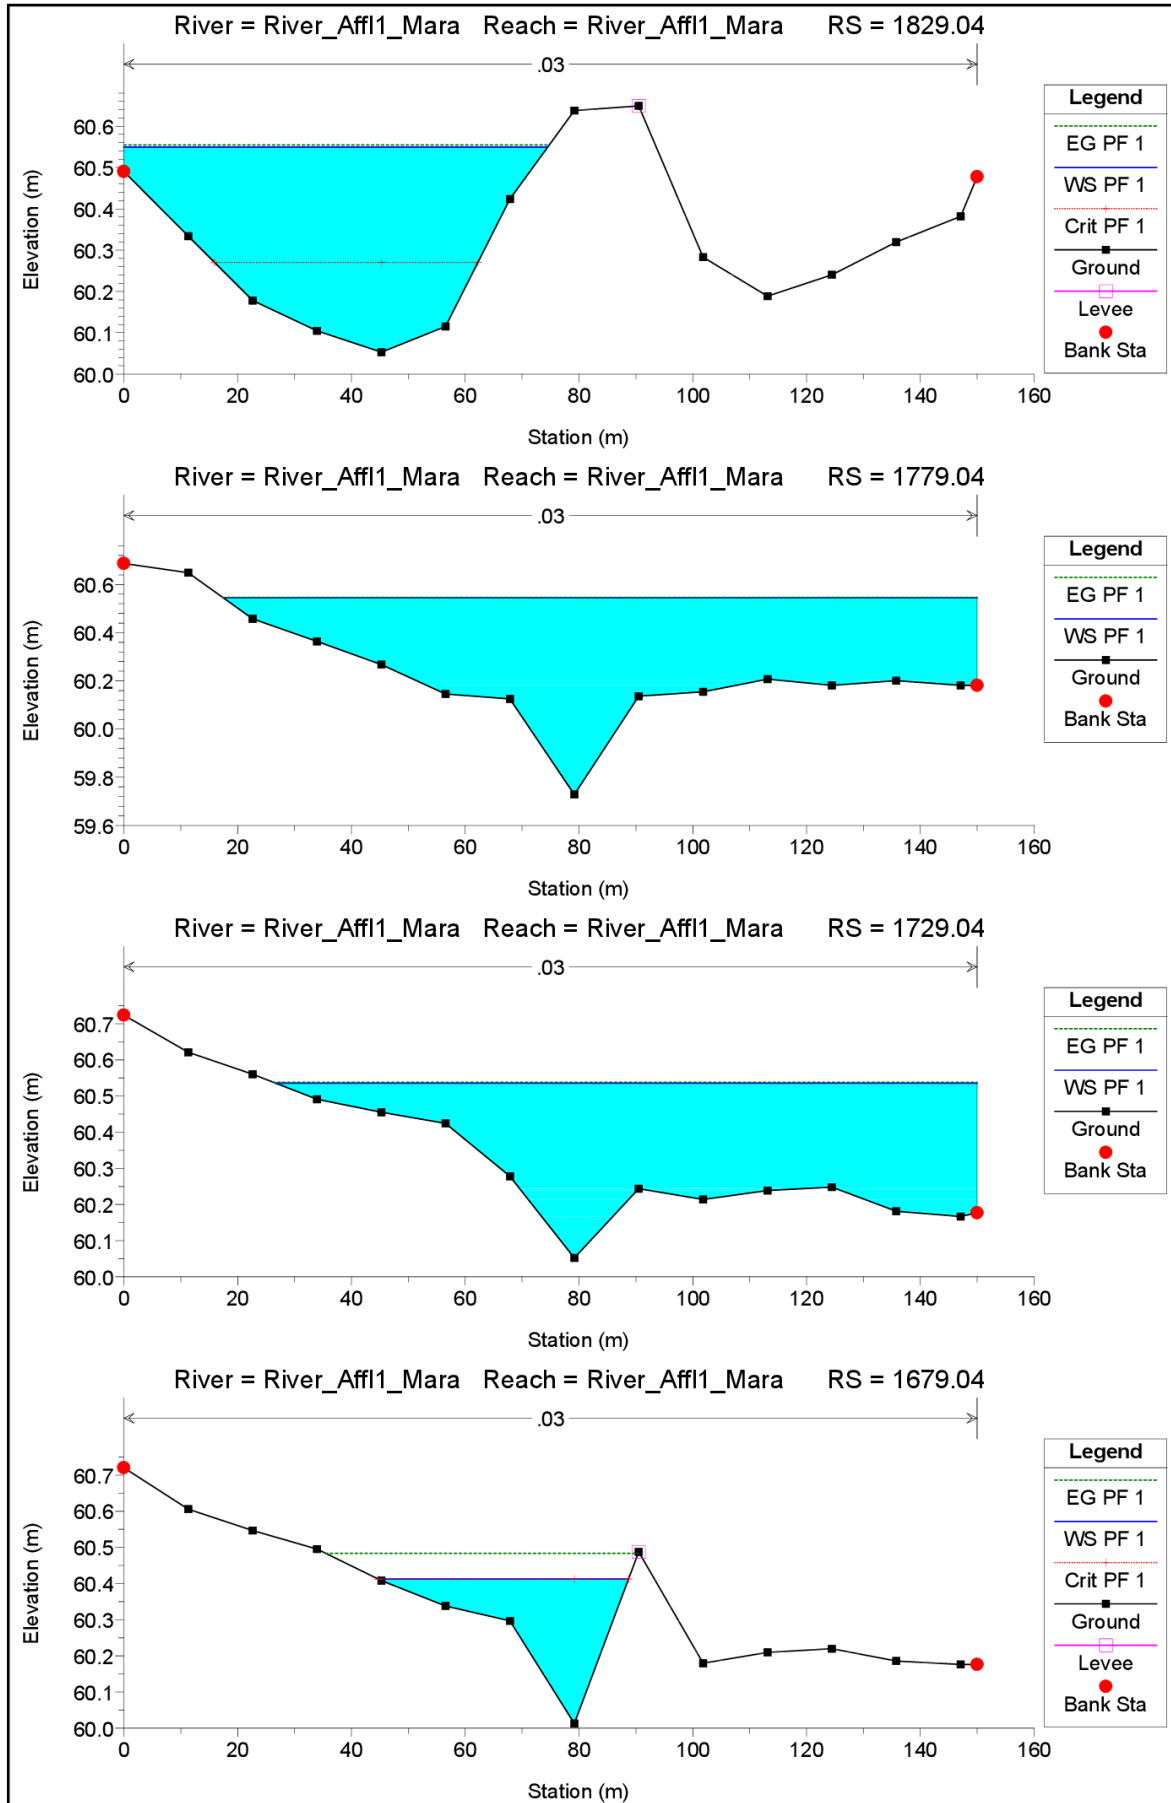 River = River_Affl1_Mara Reach = River_Affl1_Mara RS = 1829.04
.03
Legend
EG PF 1
WS PF 1
Crit PF 1
Ground
Levee
Bank Sta
Elevation (m)
60.6
60.5
60.4
60.3
60.2
60.1
60.0
0 20 40 60 80 100 120 140 160
Station (m)
River = River_Affl1_Mara Reach = River_Affl1_Mara RS = 1779.04
.03
Legend
EG PF 1
WS PF 1
Ground
Bank Sta
Elevation (m)
60.6
60.4
60.2
60.0
59.8
59.6
0 20 40 60 80 100 120 140 160
Station (m)
River = River_Affl1_Mara Reach = River_Affl1_Mara RS = 1729.04
.03
Legend
EG PF 1
WS PF 1
Ground
Bank Sta
Elevation (m)
60.7
60.6
60.5
60.4
60.3
60.2
60.1
60.0
0 20 40 60 80 100 120 140 160
Station (m)
River = River_Affl1_Mara Reach = River_Affl1_Mara RS = 1679.04
.03
Legend
EG PF 1
WS PF 1
Crit PF 1
Ground
Levee
Bank Sta
Elevation (m)
60.7
60.6
60.5
60.4
60.3
60.2
60.1
60.0
0 20 40 60 80 100 120 140 160
Station (m)